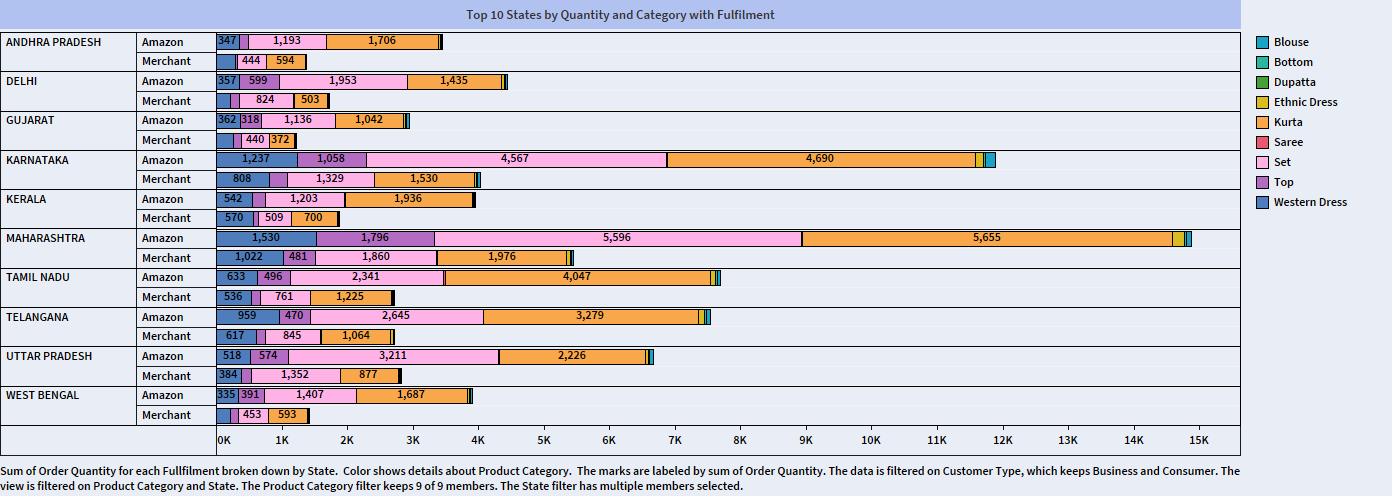 Top 10 States by Quantity and Category with Fulfilment
ANDHRA PRADESH Amazon 347 1,193 1,706
Merchant 444 594
DELHI Amazon 357 599 1,953 1,435
Merchant 824 503
GUJARAT Amazon 362 318 1,136 1,042
Merchant 440 372
KARNATAKA Amazon 1,237 1,058 4,567 4,690
Merchant 808 1,329 1,530
KERALA Amazon 542 1,203 1,936
Merchant 570 509 700
MAHARASHTRA Amazon 1,530 1,796 5,596 5,655
Merchant 1,022 481 1,860 1,976
TAMIL NADU Amazon 633 496 2,341 4,047
Merchant 536 761 1,225
TELANGANA Amazon 959 470 2,645 3,279
Merchant 617 845 1,064
UTTAR PRADESH Amazon 518 574 3,211 2,226
Merchant 384 1,352 877
WEST BENGAL Amazon 335 391 1,407 1,687
Merchant 453 593
0K 1K 2K 3K 4K 5K 6K 7K 8K 9K 10K 11K 12K 13K 14K 15K
Blouse
Bottom
Dupatta
Ethnic Dress
Kurta
Saree
Set
Top
Western Dress
Sum of Order Quantity for each Fullfilment broken down by State. Color shows details about Product Category. The marks are labeled by sum of Order Quantity. The data is filtered on Customer Type, which keeps Business and Consumer. The
view is filtered on Product Category and State. The Product Category filter keeps 9 of 9 members. The State filter has multiple members selected.